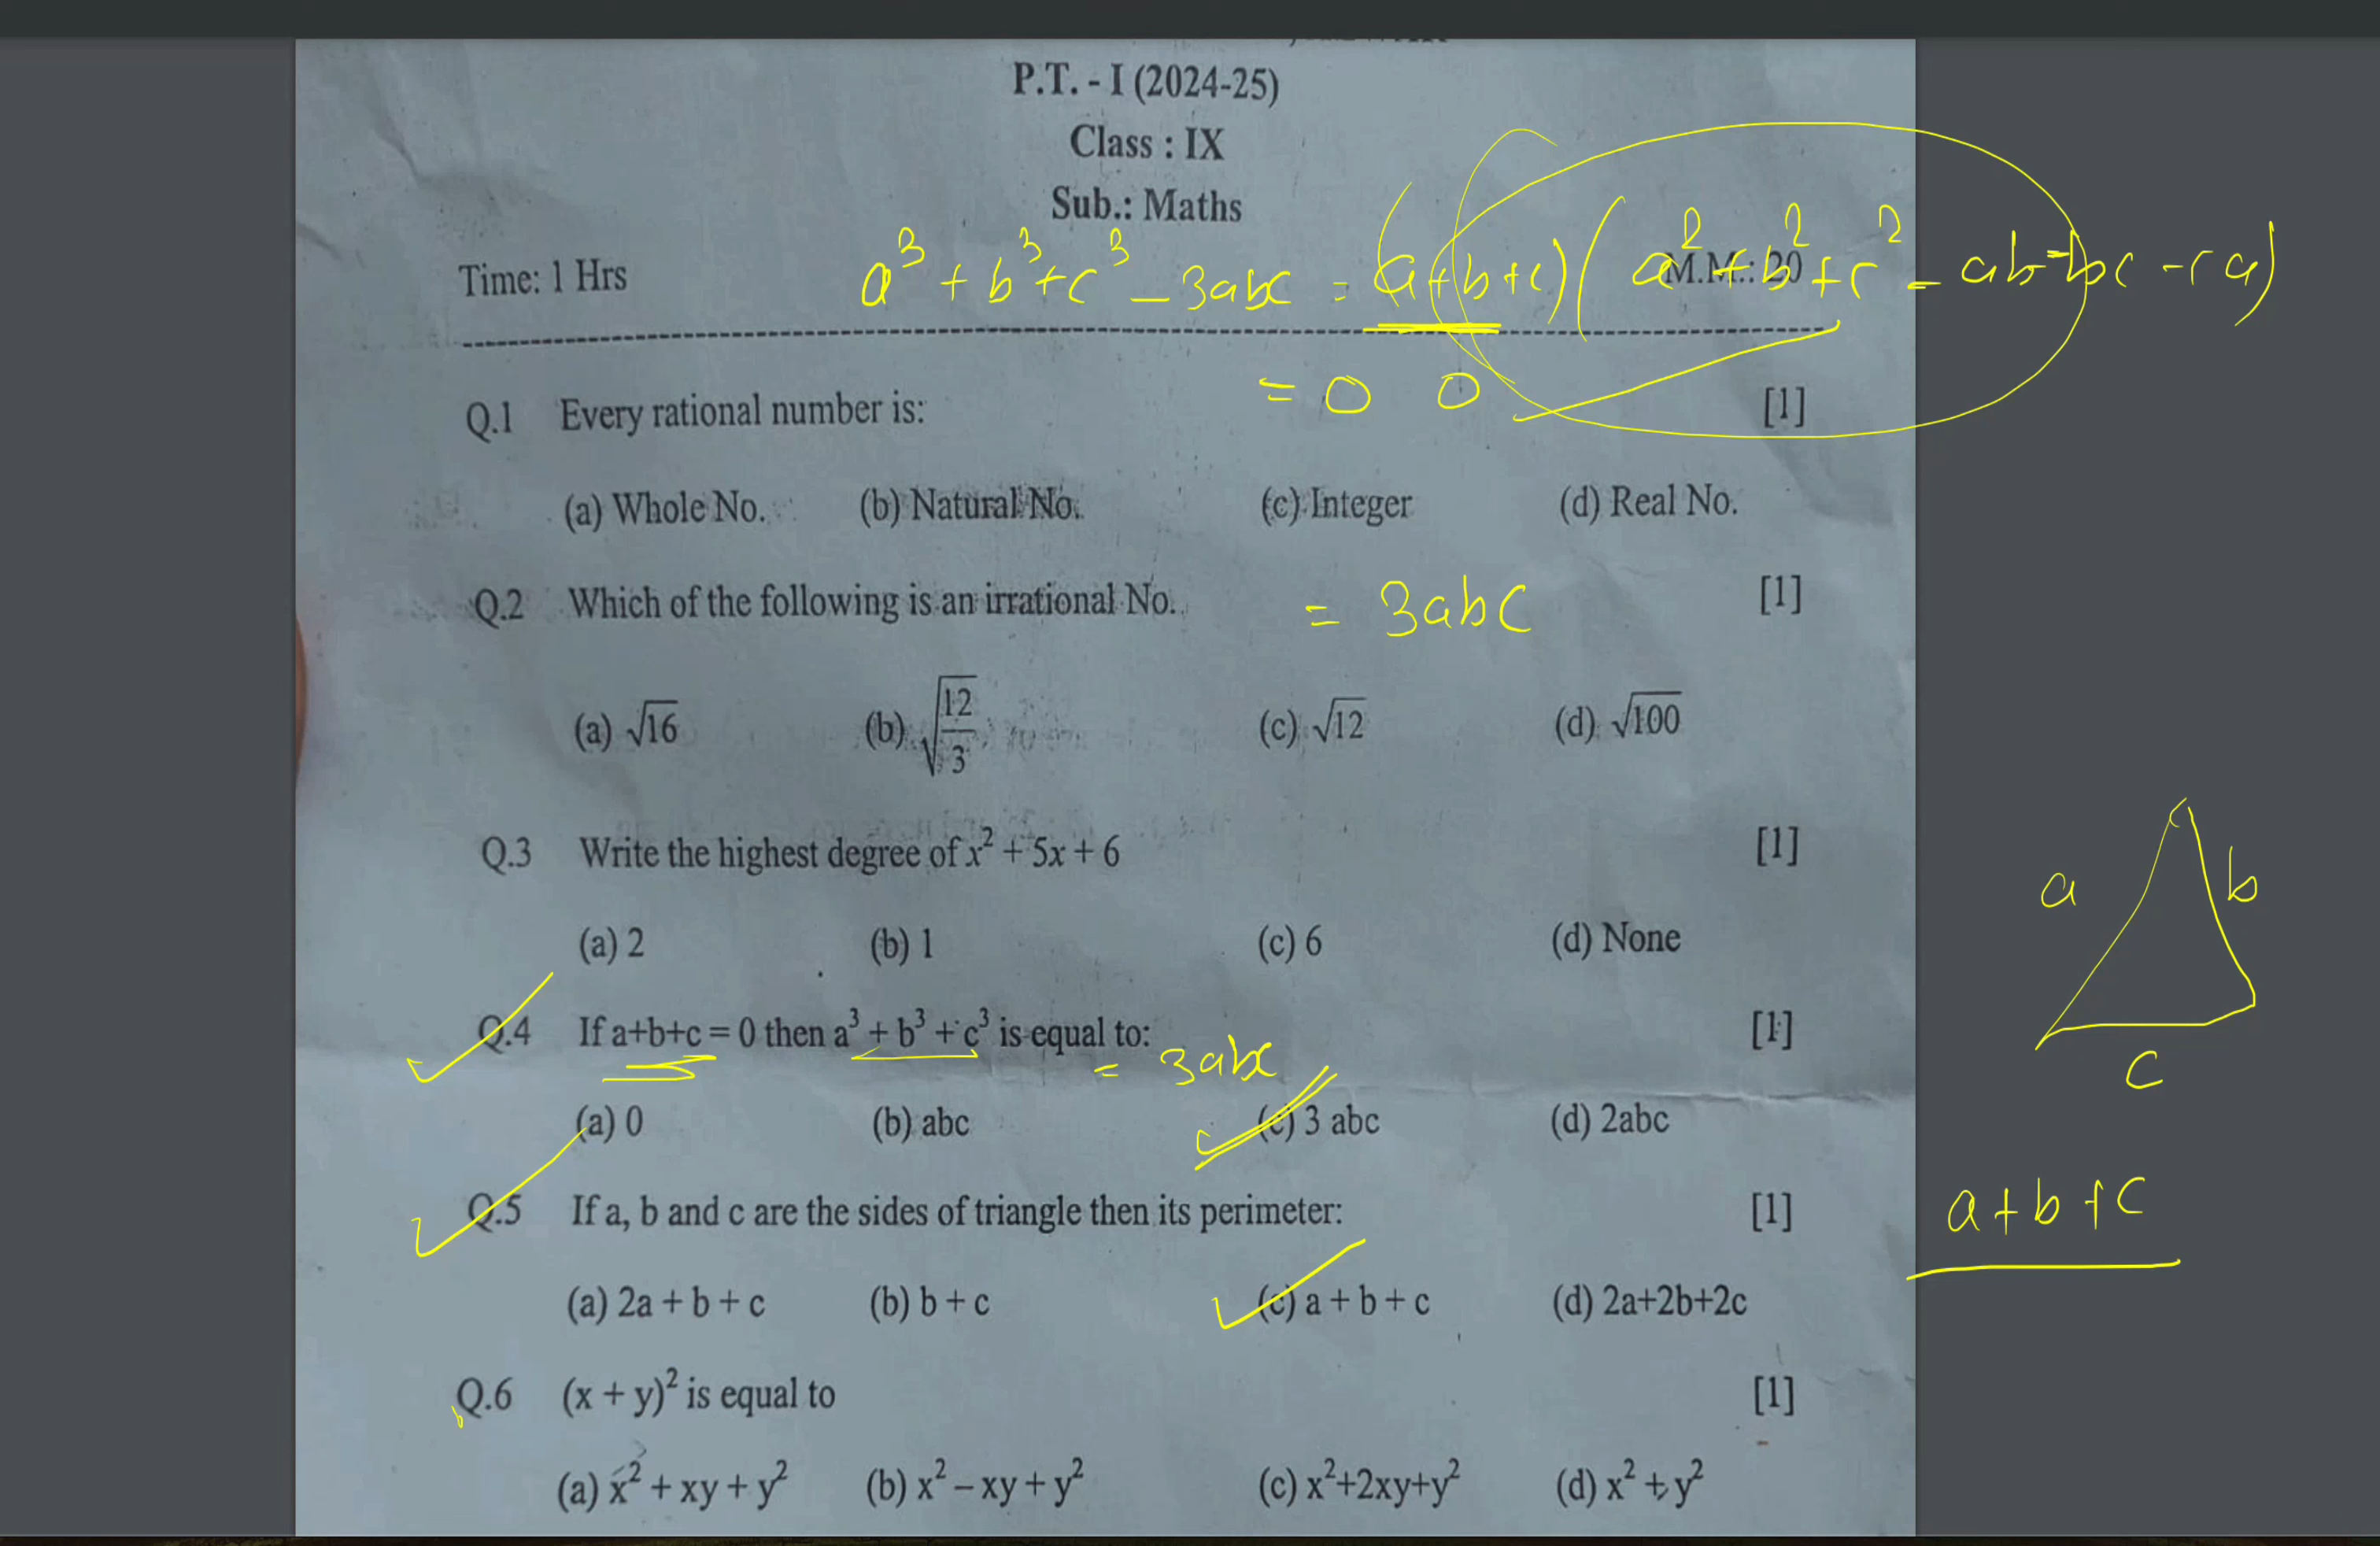 P.T. - I (2024-25)
Class : IX
Sub.: Maths
Time: 1 Hrs M.M.: 20
a³ + b³ + c³ - 3abc = (a+b+c) (a² + b² + c² - ab - bc - ca)
= 0 0
Q.1 Every rational number is: [1]
(a) Whole No. (b) Natural No. (c) Integer (d) Real No.
Q.2 Which of the following is an irrational No. [1]
= 3abc
(a) √16 (b) √(12/3) (c) √12 (d) √100
Q.3 Write the highest degree of x² + 5x + 6 [1]
(a) 2 (b) 1 (c) 6 (d) None
a b
c
Q.4 If a+b+c = 0 then a³ + b³ + c³ is equal to: [1]
= 3abc
(a) 0 (b) abc (c) 3 abc (d) 2abc
Q.5 If a, b and c are the sides of triangle then its perimeter: [1]
a+b+c
(a) 2a + b + c (b) b + c (c) a + b + c (d) 2a+2b+2c
Q.6 (x + y)² is equal to [1]
(a) x² + xy + y² (b) x² – xy + y² (c) x²+2xy+y² (d) x² + y²